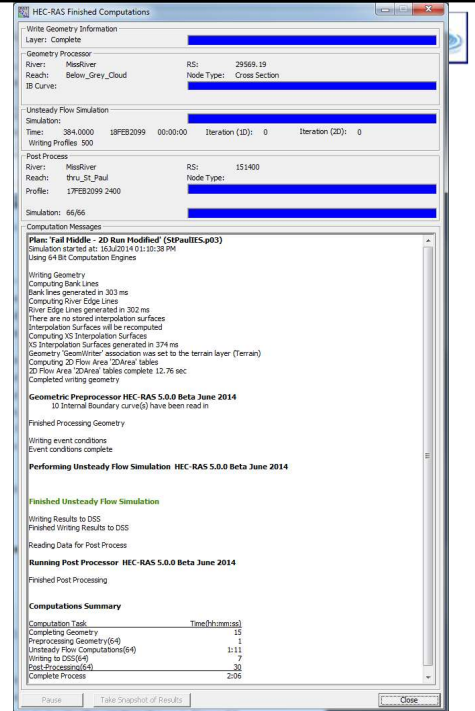 HEC-RAS Finished Computations
Write Geometry Information
Layer: Complete
Geometry Processor
River: MissRiver RS: 29569.19
Reach: Below_Grey_Cloud Node Type: Cross Section
IB Curve:
Unsteady Flow Simulation
Simulation:
Time: 384.0000 18FEB2099 00:00:00 Iteration (1D): 0 Iteration (2D): 0
Writing Profiles 500
Post Process
River: MissRiver RS: 151400
Reach: thru_St_Paul Node Type:
Profile: 17FEB2099 2400
Simulation: 66/66
Computation Messages
Plan: 'Fail Middle - 2D Run Modified' (StPaulIES.p03)
Simulation started at: 16Jul2014 01:10:38 PM
Using 64 Bit Computation Engines
Writing Geometry
Computing Bank Lines
Bank lines generated in 303 ms
Computing River Edge Lines
River Edge Lines generated in 302 ms
There are no stored interpolation surfaces
Interpolation Surfaces will be recomputed
Computing XS Interpolation Surfaces
XS Interpolation Surfaces generated in 374 ms
Geometry 'GeomWriter' association was set to the terrain layer (Terrain)
Computing 2D Flow Area '2DArea' tables
2D Flow Area '2DArea' tables complete 12.76 sec
Completed writing geometry
Geometric Preprocessor HEC-RAS 5.0.0 Beta June 2014
10 Internal Boundary curve(s) have been read in
Finished Processing Geometry
Writing event conditions
Event conditions complete
Performing Unsteady Flow Simulation HEC-RAS 5.0.0 Beta June 2014
Finished Unsteady Flow Simulation
Writing Results to DSS
Finished Writing Results to DSS
Reading Data for Post Process
Running Post Processor HEC-RAS 5.0.0 Beta June 2014
Finished Post Processing
Computations Summary
Computation Task Time(hh:mm:ss)
Completing Geometry 15
Preprocessing Geometry(64) 1
Unsteady Flow Computations(64) 1:11
Writing to DSS(64) 7
Post-Processing(64) 30
Complete Process 2:06
Pause Take Snapshot of Results Close